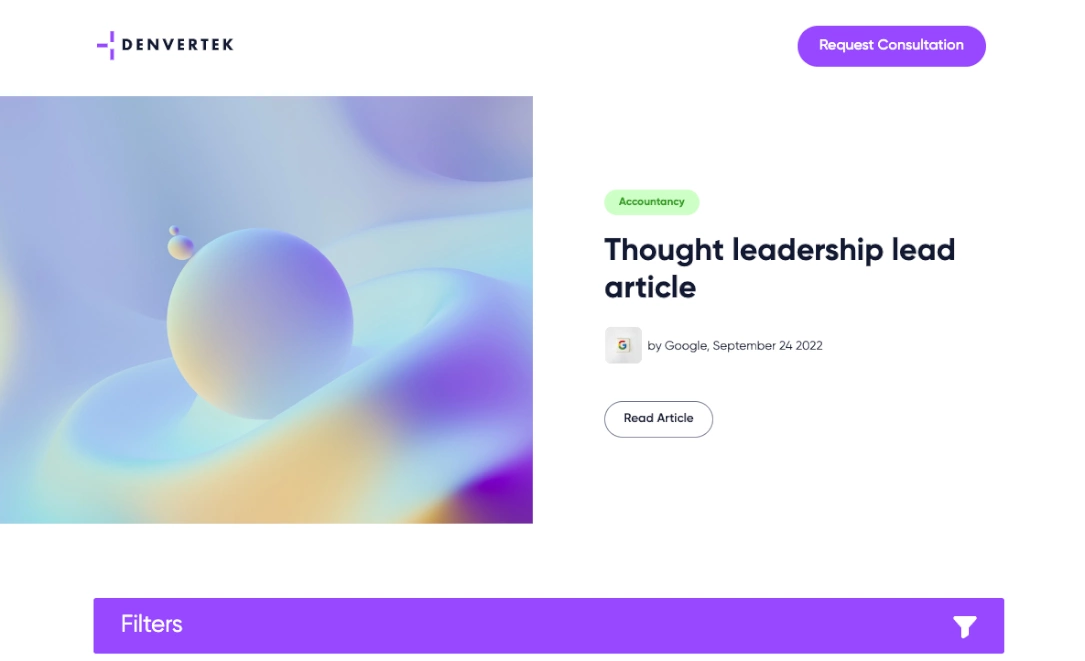 DENVERTEK
Request Consultation
Accountancy
Thought leadership lead
article
G
by Google, September 24 2022
Read Article
Filters